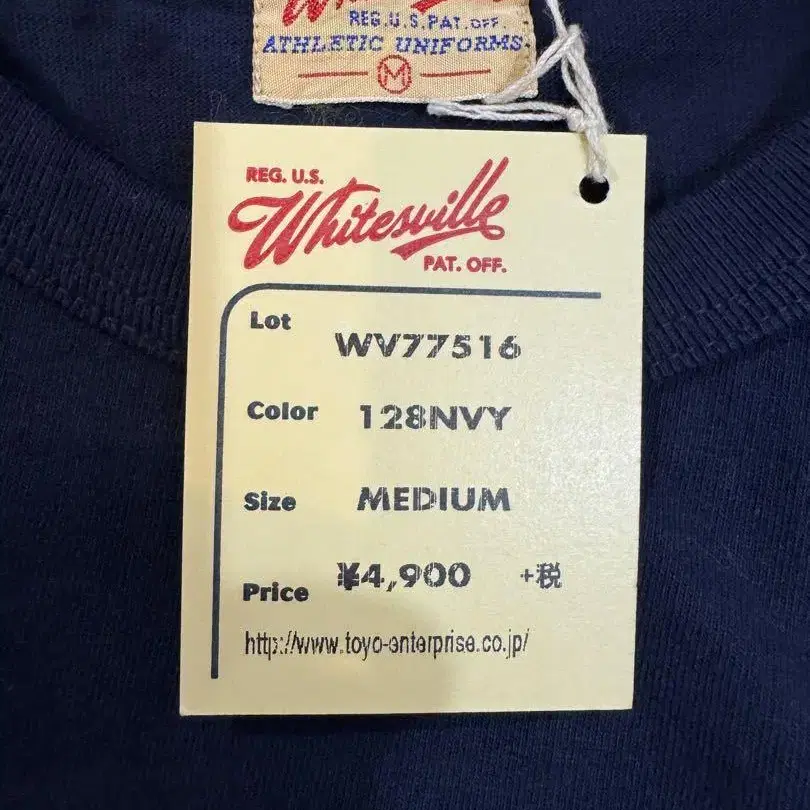 Whitesville
REG. U.S. PAT. OFF.
ATHLETIC UNIFORMS
M
REG. U.S.
Whitesville
PAT. OFF.
Lot WV77516
Color 128NVY
Size MEDIUM
Price ¥4,900 +税
http://www.toyo-enterprise.co.jp/